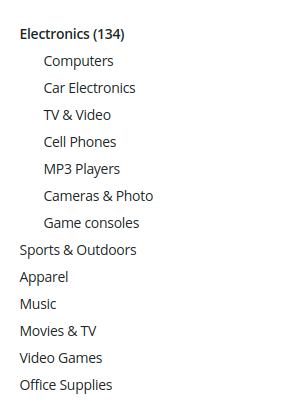 Electronics (134)
Computers
Car Electronics
TV & Video
Cell Phones
MP3 Players
Cameras & Photo
Game consoles
Sports & Outdoors
Apparel
Music
Movies & TV
Video Games
Office Supplies